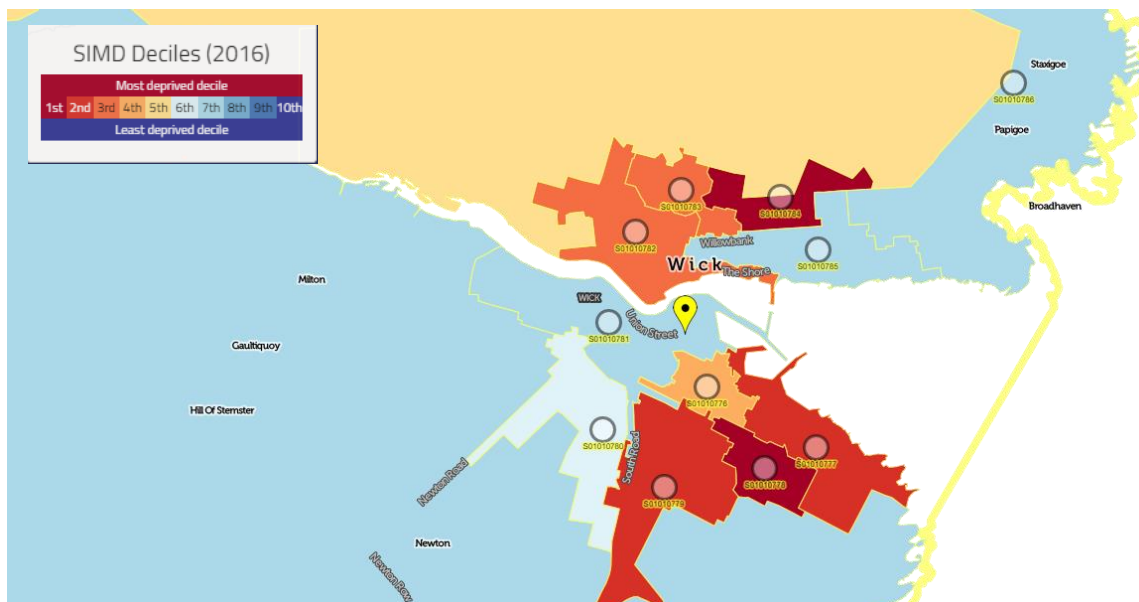 SIMD Deciles (2016)
Most deprived decile
1st 2nd 3rd 4th 5th 6th 7th 8th 9th 10th
Least deprived decile
Staxigoe
S01010786
Papigoe
S01010783
S01010784
Broadhaven
S01010782
Willowbank
S01010785
Wick
The Shore
Milton
WICK
Union Street
S01010781
Gaultiquoy
S01010776
Hill Of Stemster
S01010780
South Road
S01010777
Newton Road
S01010778
S01010779
Newton
Newton Row